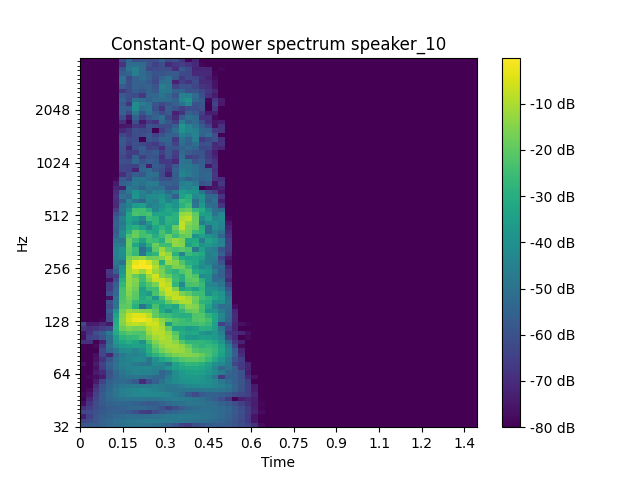 Constant-Q power spectrum speaker_10
Hz
2048
1024
512
256
128
64
32
0 0.15 0.3 0.45 0.6 0.75 0.9 1.1 1.2 1.4
Time
-10 dB
-20 dB
-30 dB
-40 dB
-50 dB
-60 dB
-70 dB
-80 dB